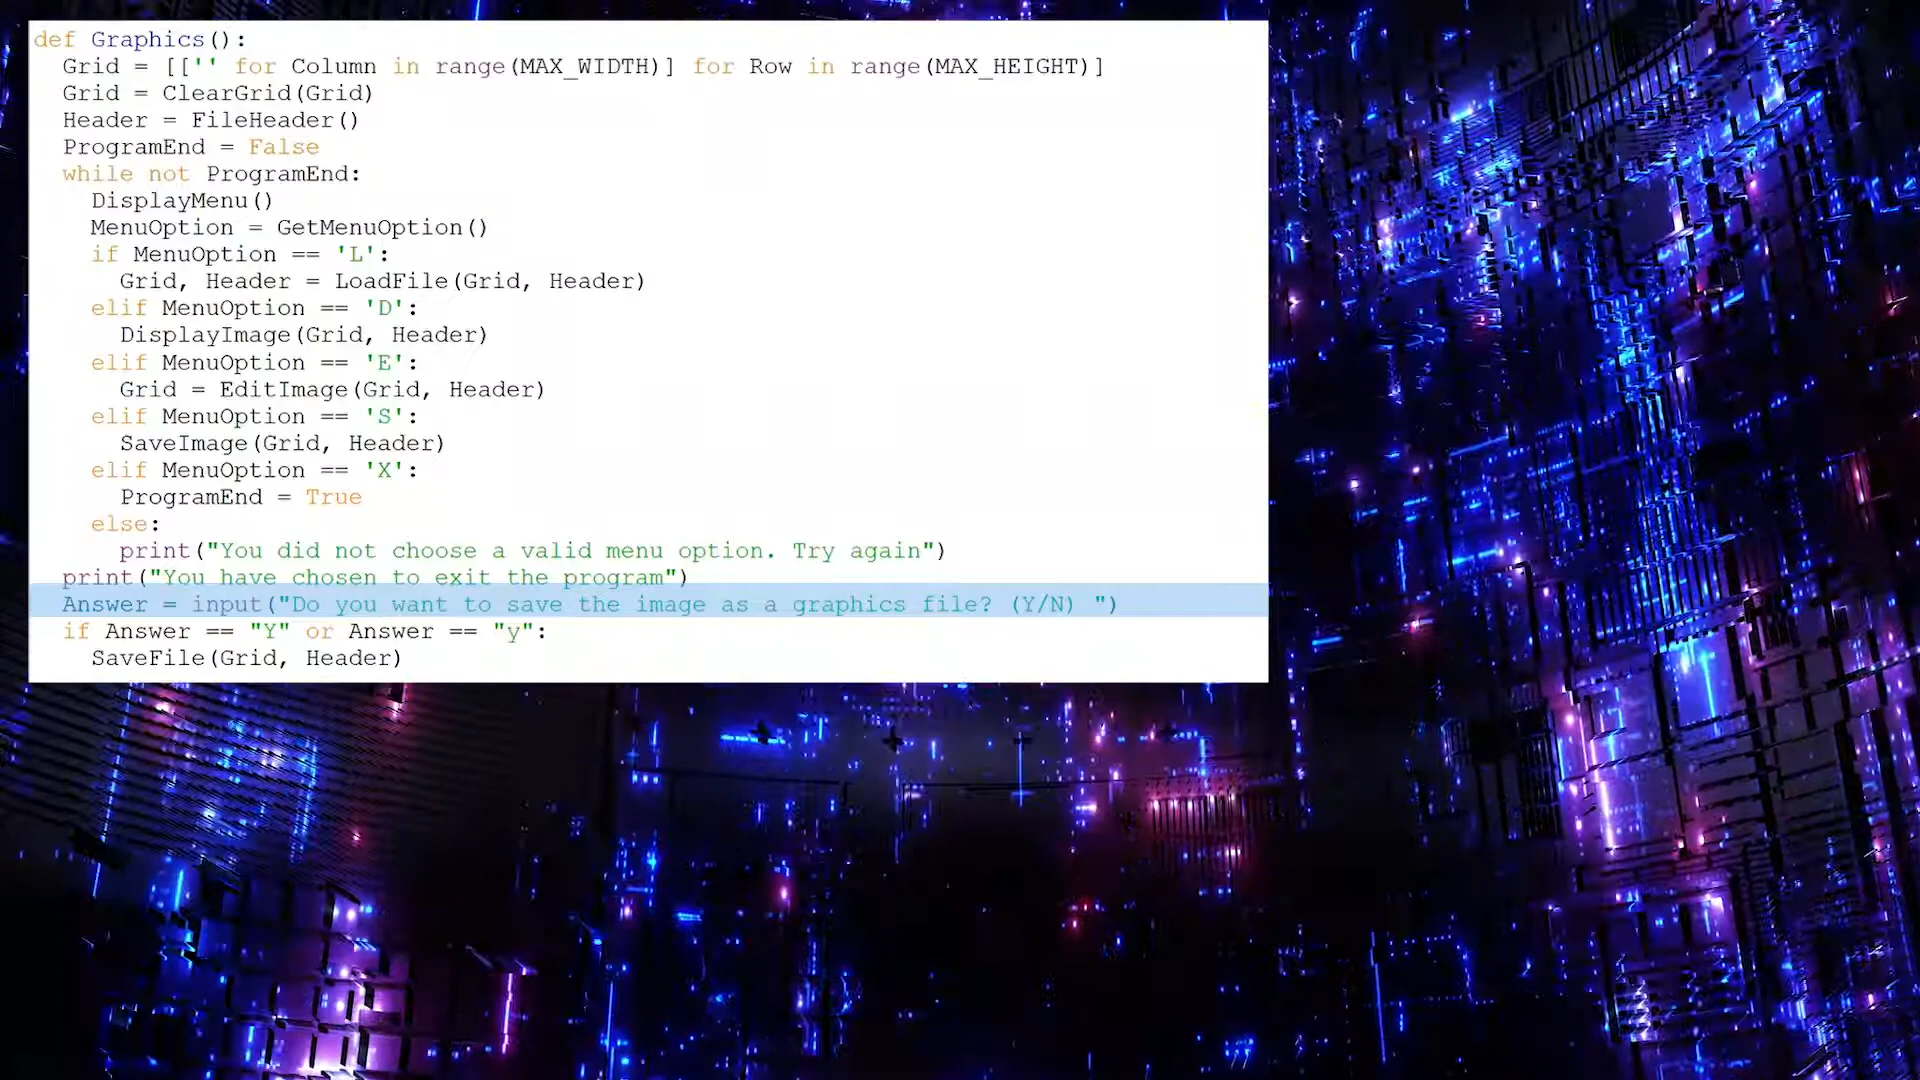 def Graphics():
  Grid = [['' for Column in range(MAX_WIDTH)] for Row in range(MAX_HEIGHT)]
  Grid = ClearGrid(Grid)
  Header = FileHeader()
  ProgramEnd = False
  while not ProgramEnd:
    DisplayMenu()
    MenuOption = GetMenuOption()
    if MenuOption == 'L':
      Grid, Header = LoadFile(Grid, Header)
    elif MenuOption == 'D':
      DisplayImage(Grid, Header)
    elif MenuOption == 'E':
      Grid = EditImage(Grid, Header)
    elif MenuOption == 'S':
      SaveImage(Grid, Header)
    elif MenuOption == 'X':
      ProgramEnd = True
    else:
      print("You did not choose a valid menu option. Try again")
  print("You have chosen to exit the program")
  Answer = input("Do you want to save the image as a graphics file? (Y/N) ")
  if Answer == "Y" or Answer == "y":
    SaveFile(Grid, Header)